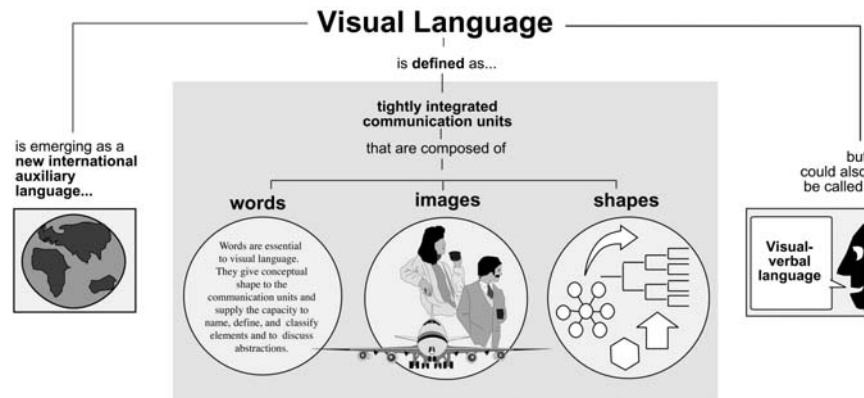 Visual Language
is defined as...
tightly integrated
communication units
that are composed of
is emerging as a
new international
auxiliary
language...
words
images
shapes
Words are essential
to visual language.
They give conceptual
shape to the
communication units and
supply the capacity to
name, define, and classify
elements and to discuss
abstractions.
but
could also
be called
Visual-
verbal
language